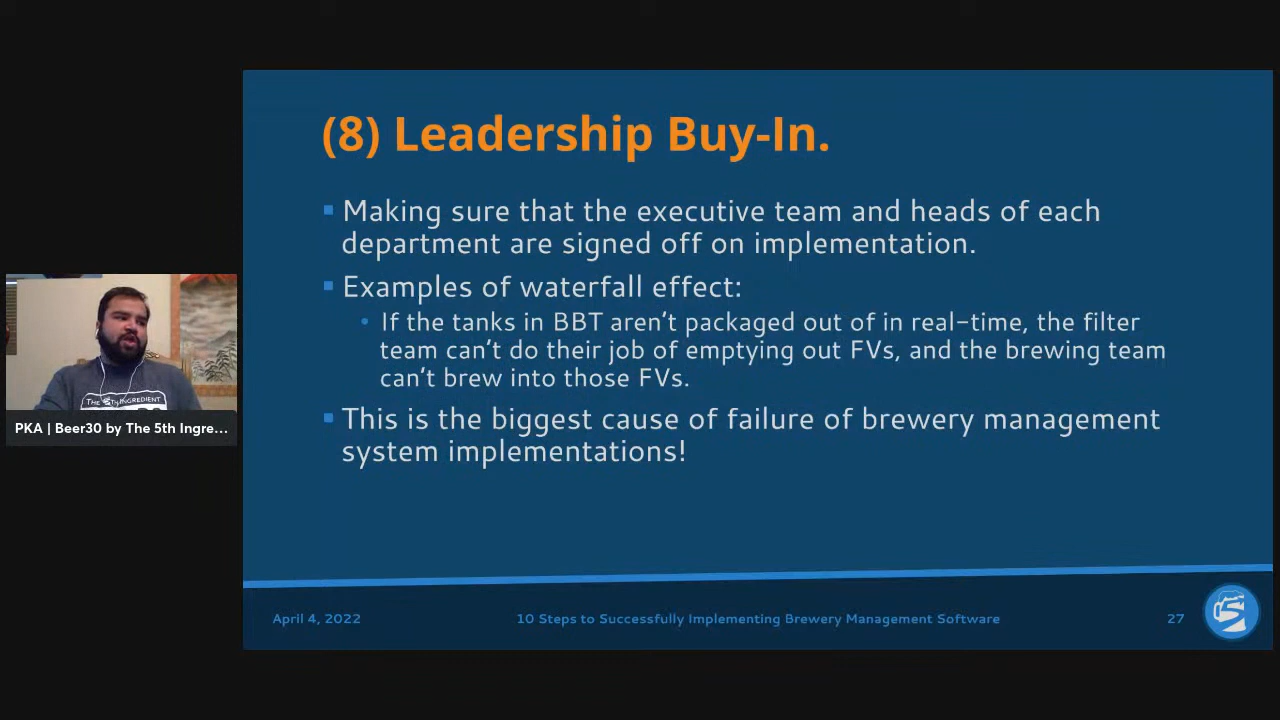 (8) Leadership Buy-In.
Making sure that the executive team and heads of each
department are signed off on implementation.
Examples of waterfall effect:
If the tanks in BBT aren't packaged out of in real-time, the filter
team can't do their job of emptying out FVs, and the brewing team
can't brew into those FVs.
This is the biggest cause of failure of brewery management
system implementations!
THE 5TH INGREDIENT
PKA | Beer30 by The 5th Ingre...
April 4, 2022
10 Steps to Successfully Implementing Brewery Management Software
27
5